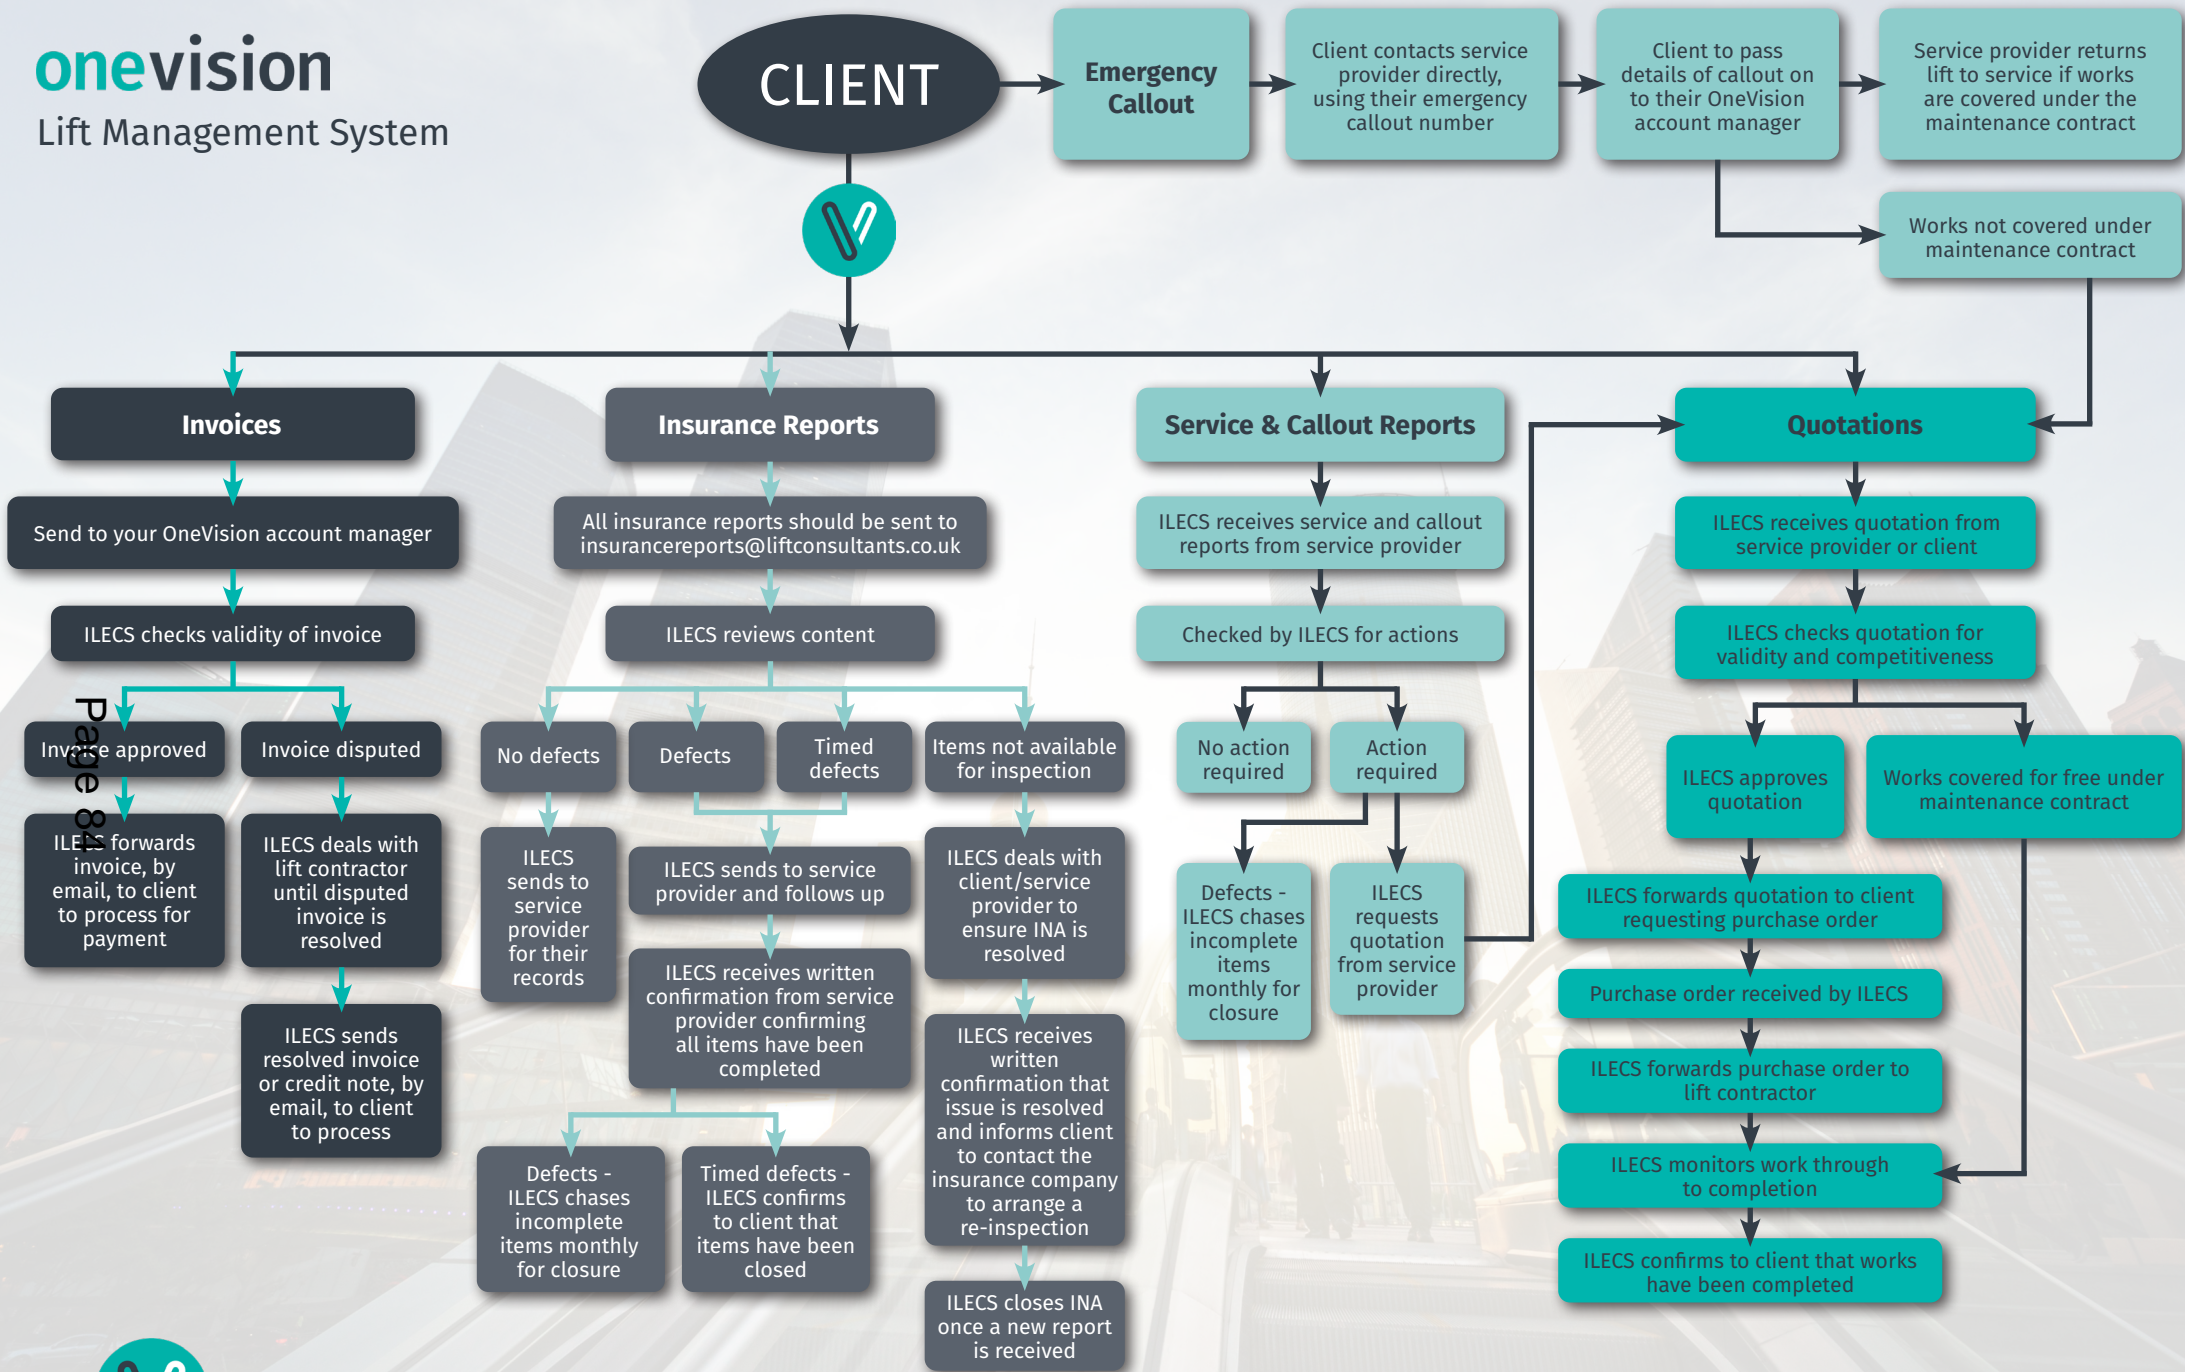 onevision
Lift Management System
CLIENT
Emergency
Callout
Client contacts service
provider directly,
using their emergency
callout number
Client to pass
details of callout on
to their OneVision
account manager
Service provider returns
lift to service if works
are covered under the
maintenance contract
Works not covered under
maintenance contract
Invoices
Send to your OneVision account manager
ILECS checks validity of invoice
Invoice approved
ILECS forwards
invoice, by
email, to client
to process for
payment
Invoice disputed
ILECS deals with
lift contractor
until disputed
invoice is
resolved
ILECS sends
resolved invoice
or credit note, by
email, to client
to process
Page 84
Insurance Reports
All insurance reports should be sent to
insurancereports@liftconsultants.co.uk
ILECS reviews content
No defects
ILECS
sends to
service
provider
for their
records
Defects
Timed
defects
ILECS sends to service
provider and follows up
ILECS receives written
confirmation from service
provider confirming
all items have been
completed
Defects -
ILECS chases
incomplete
items monthly
for closure
Timed defects -
ILECS confirms
to client that
items have been
closed
Items not available
for inspection
ILECS deals with
client/service
provider to
ensure INA is
resolved
ILECS receives
written
confirmation that
issue is resolved
and informs client
to contact the
insurance company
to arrange a
re-inspection
ILECS closes INA
once a new report
is received
Service & Callout Reports
ILECS receives service and callout
reports from service provider
Checked by ILECS for actions
No action
required
Action
required
Defects -
ILECS chases
incomplete
items
monthly for
closure
ILECS
requests
quotation
from service
provider
Quotations
ILECS receives quotation from
service provider or client
ILECS checks quotation for
validity and competitiveness
ILECS approves
quotation
Works covered for free under
maintenance contract
ILECS forwards quotation to client
requesting purchase order
Purchase order received by ILECS
ILECS forwards purchase order to
lift contractor
ILECS monitors work through
to completion
ILECS confirms to client that works
have been completed